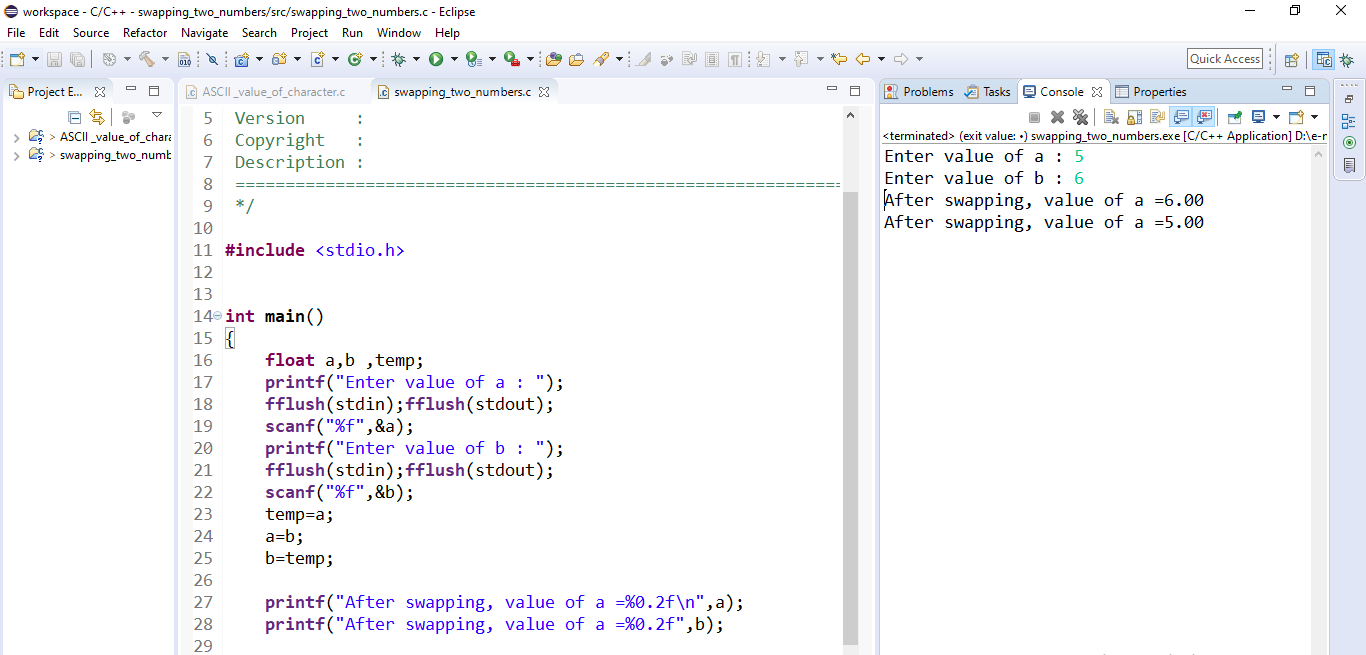 workspace - C/C++ - swapping_two_numbers/src/swapping_two_numbers.c - Eclipse
File Edit Source Refactor Navigate Search Project Run Window Help
Quick Access
Project E...
ASCII_value_of_chara
swapping_two_numb
ASCII_value_of_character.c swapping_two_numbers.c
5 Version :
6 Copyright :
7 Description :
8 ============================================================
9 */
10
11 #include <stdio.h>
12
13
14 int main()
15 {
16 float a,b ,temp;
17 printf("Enter value of a : ");
18 fflush(stdin);fflush(stdout);
19 scanf("%f",&a);
20 printf("Enter value of b : ");
21 fflush(stdin);fflush(stdout);
22 scanf("%f",&b);
23 temp=a;
24 a=b;
25 b=temp;
26
27 printf("After swapping, value of a =%0.2f\n",a);
28 printf("After swapping, value of a =%0.2f",b);
29
Problems Tasks Console Properties
<terminated> (exit value: •) swapping_two_numbers.exe [C/C++ Application] D:\e-r
Enter value of a : 5
Enter value of b : 6
After swapping, value of a =6.00
After swapping, value of a =5.00